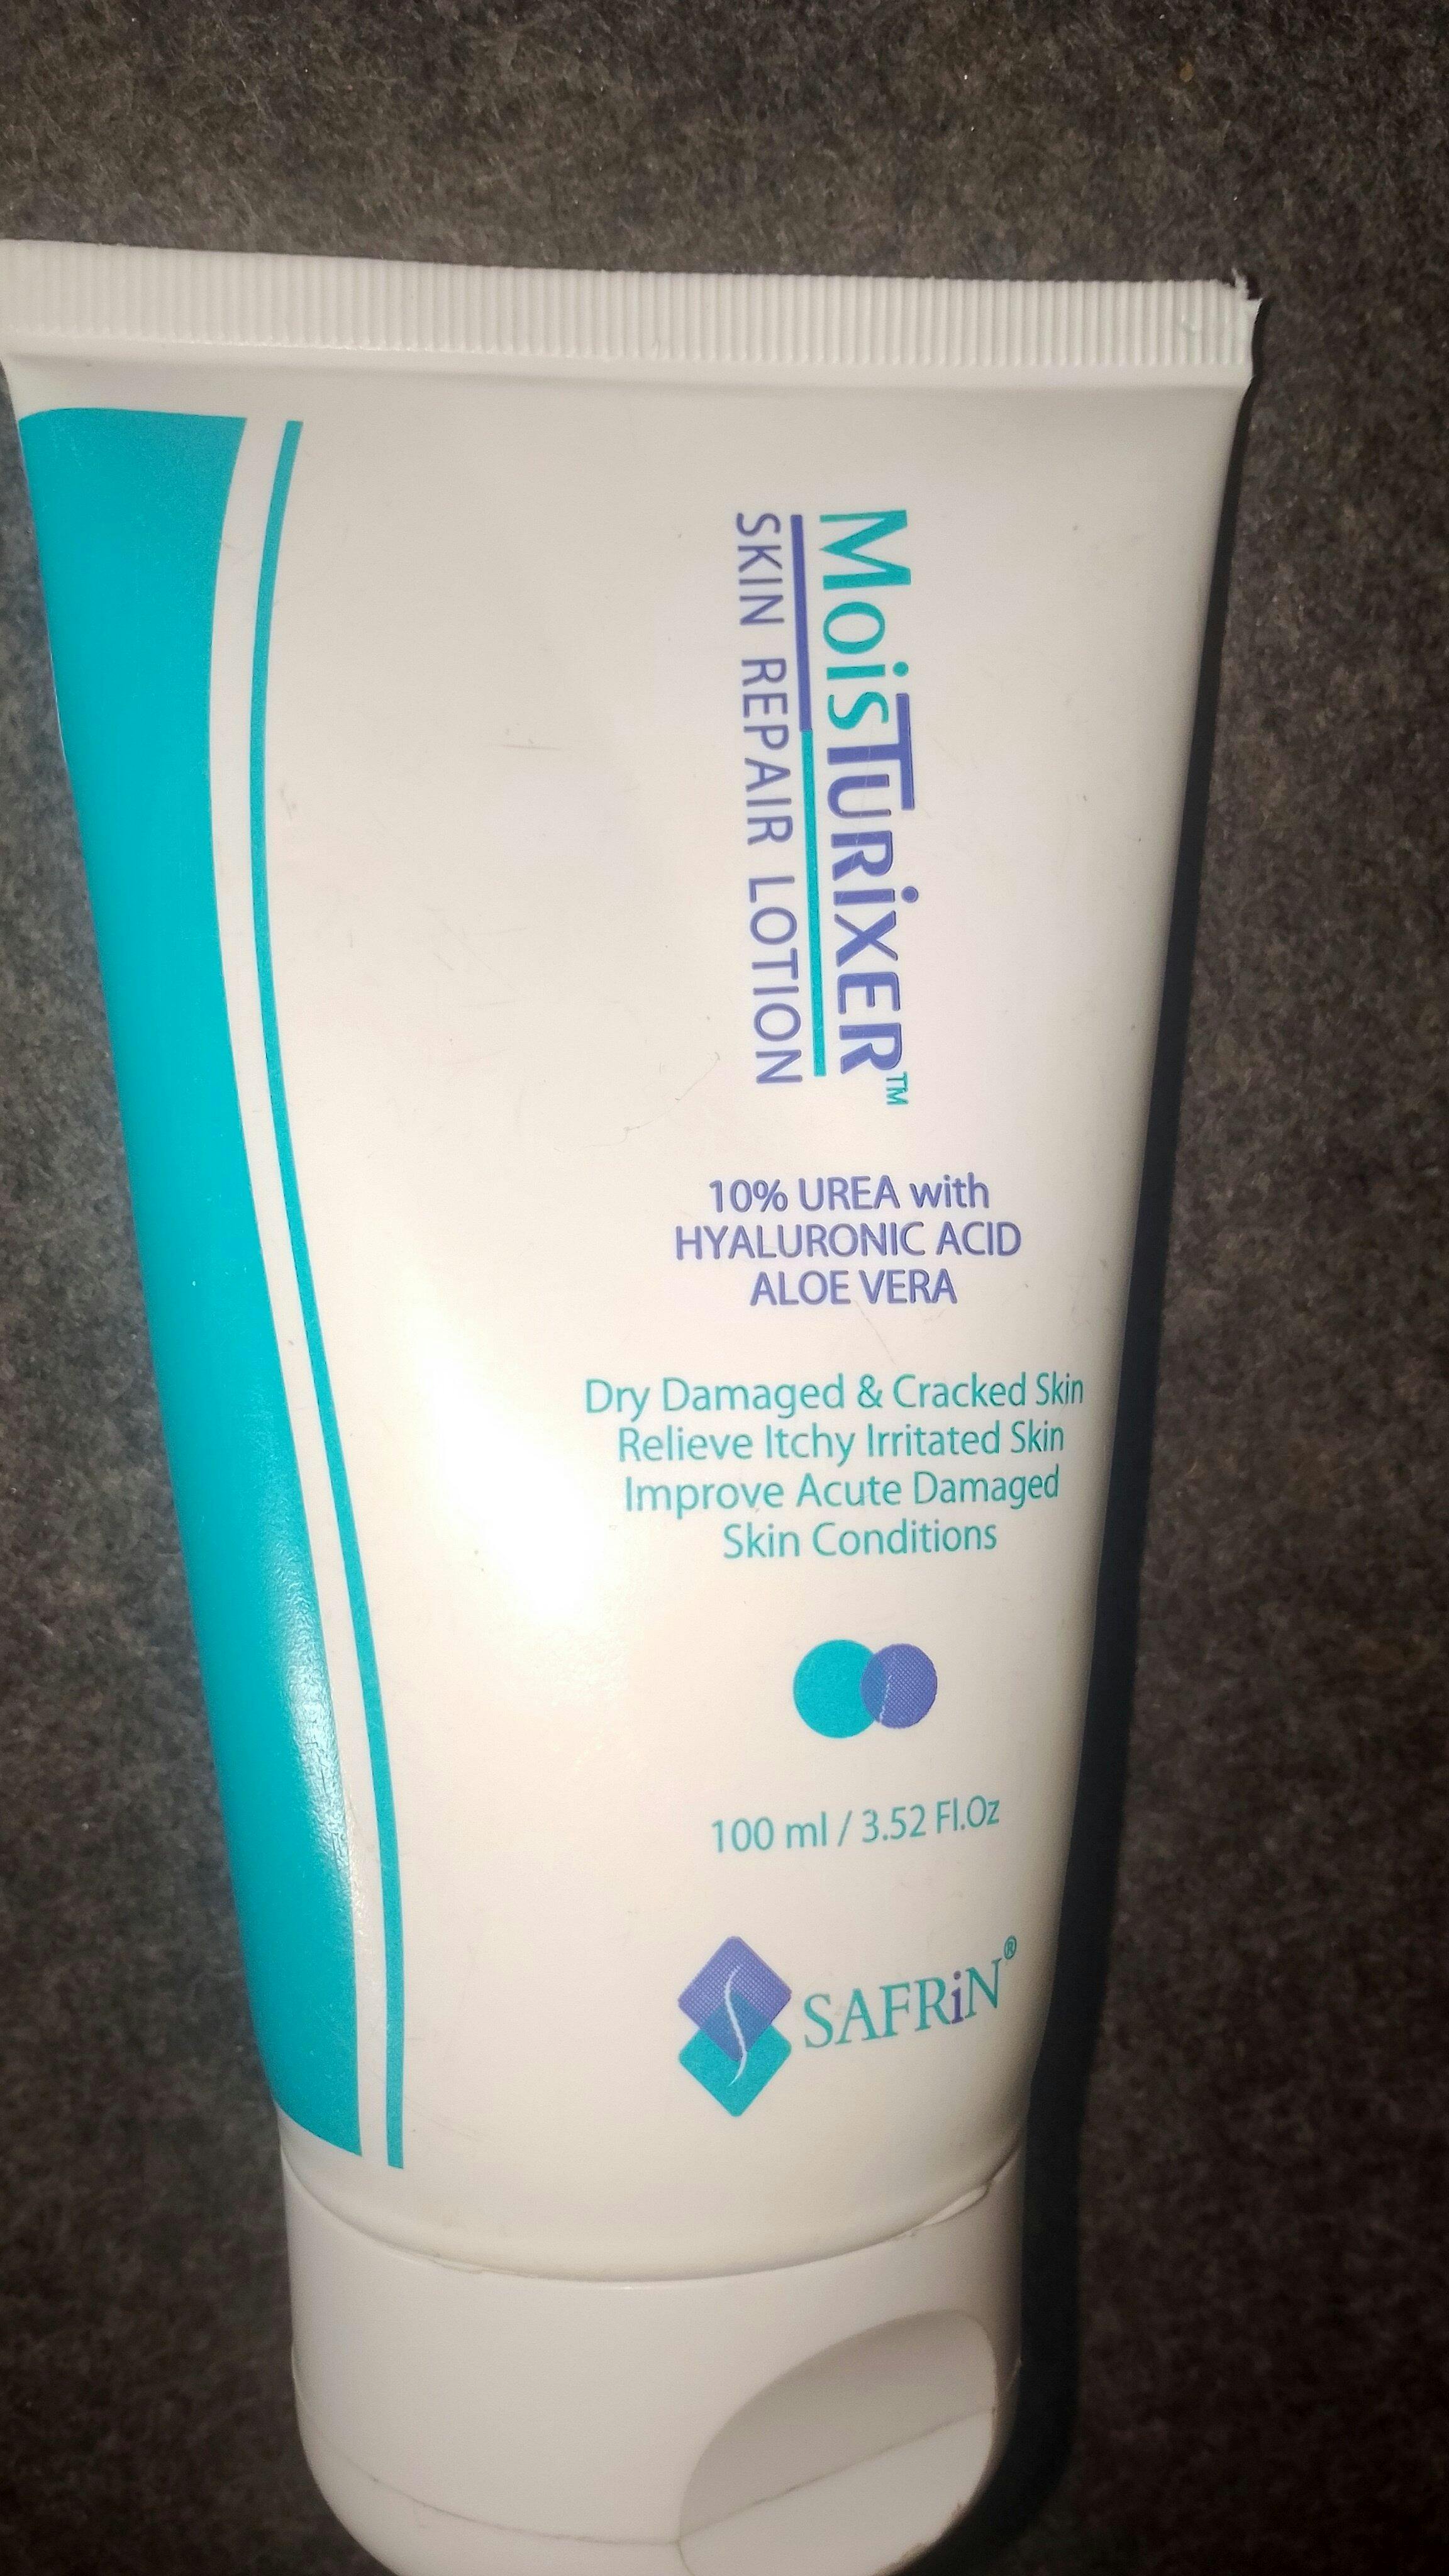 MoisTURiXER™
SKIN REPAIR LOTION
10% UREA with
HYALURONIC ACID
ALOE VERA
Dry Damaged & Cracked Skin
Relieve Itchy Irritated Skin
Improve Acute Damaged
Skin Conditions
100 ml / 3.52 Fl.Oz
SAFRiN®